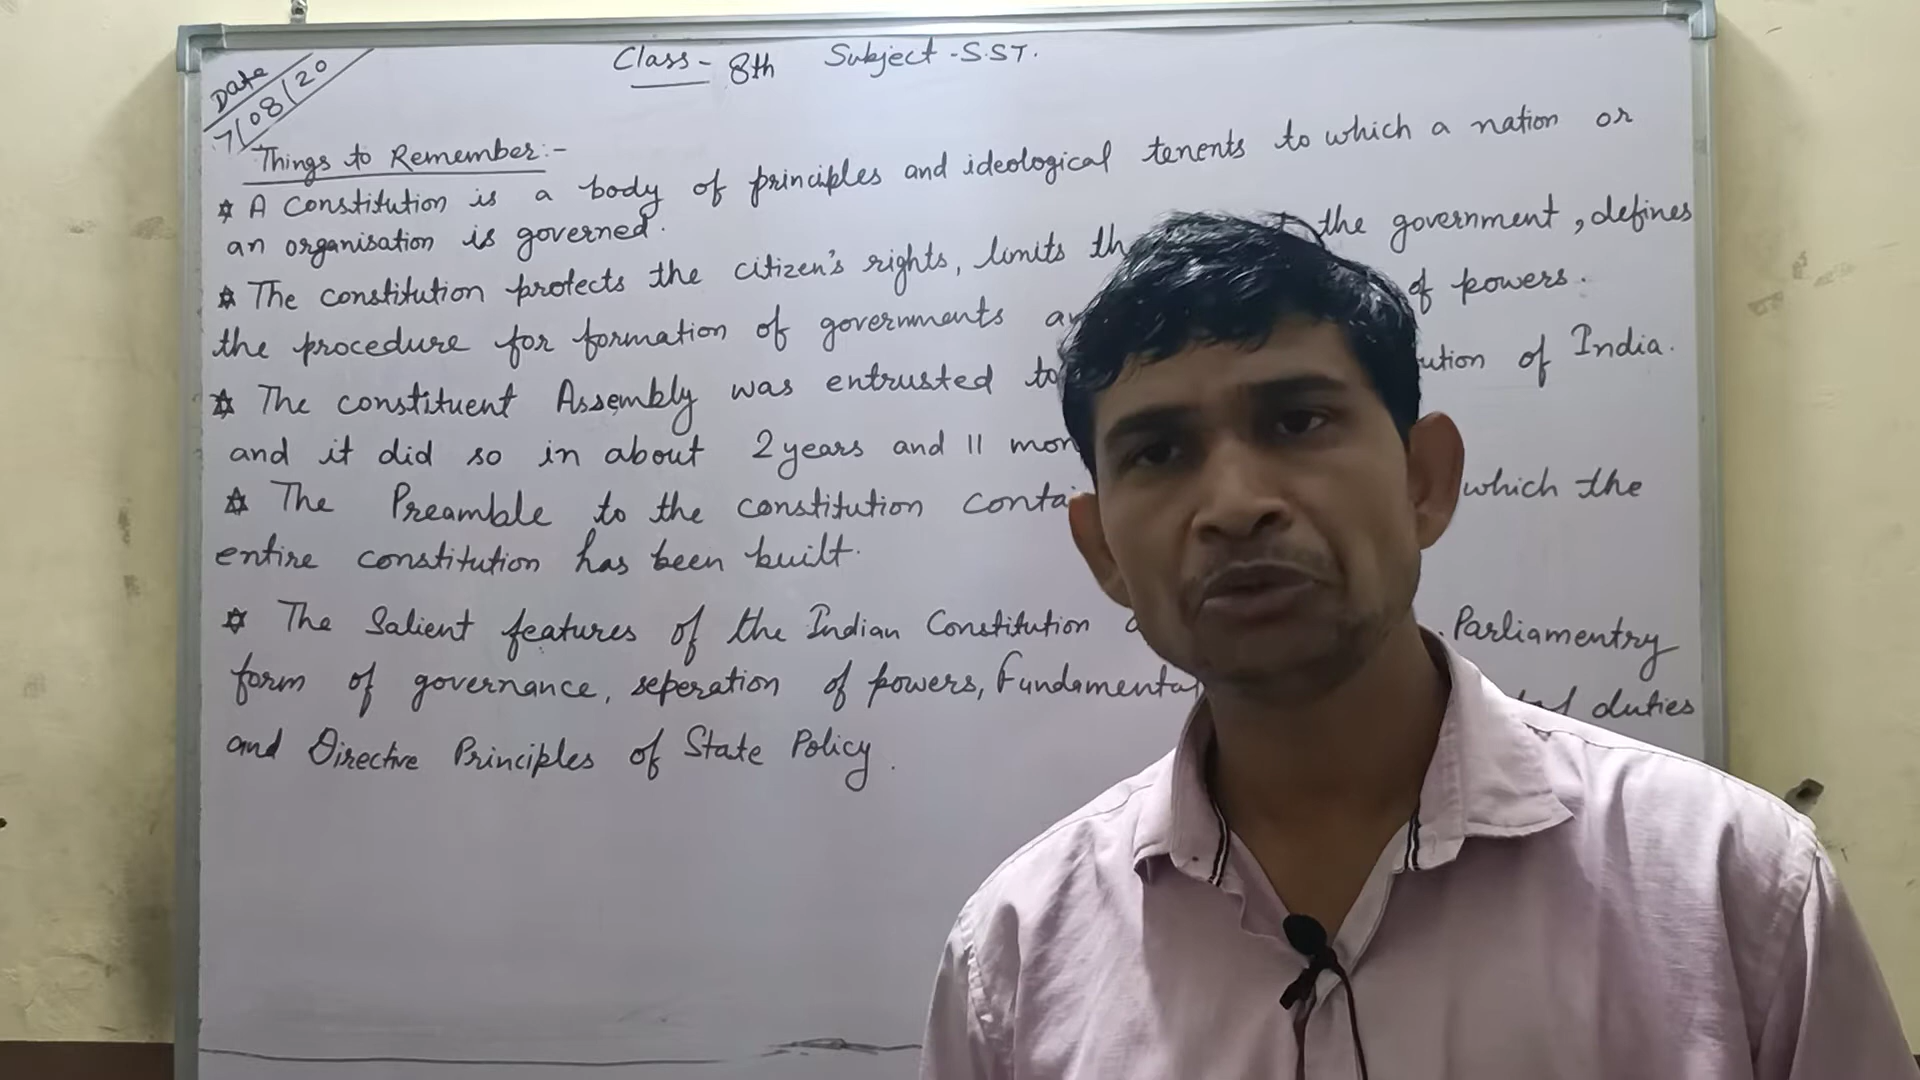 Date
7/08/20
Class - 8th Subject - S.ST.
Things to Remember:-
A constitution is a body of principles and ideological tenents to which a nation or
an organisation is governed.
The constitution protects the citizen's rights, limits the government, defines
the procedure for formation of governments of powers.
The constituent Assembly was entrusted to of India.
and it did so in about 2 years and 11
The Preamble to the constitution which the
entire constitution has been built.
The Salient features of the Indian Constitution Parliamentry
form of governance, seperation of powers, Fundamental duties
and Directive Principles of State Policy.